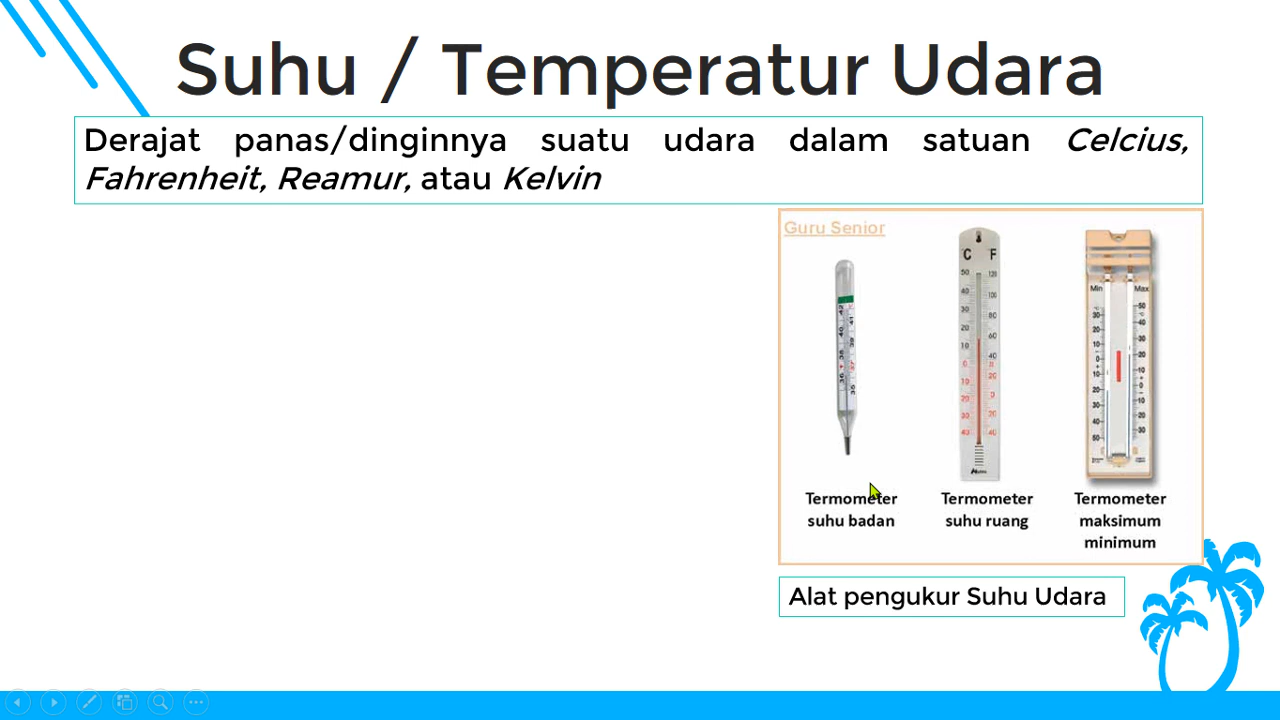 Suhu / Temperatur Udara
Derajat panas/dinginnya suatu udara dalam satuan Celcius,
Fahrenheit, Reamur, atau Kelvin
Guru Senior
C F
Min Max
Termometer
suhu badan
Termometer
suhu ruang
Termometer
maksimum
minimum
Alat pengukur Suhu Udara